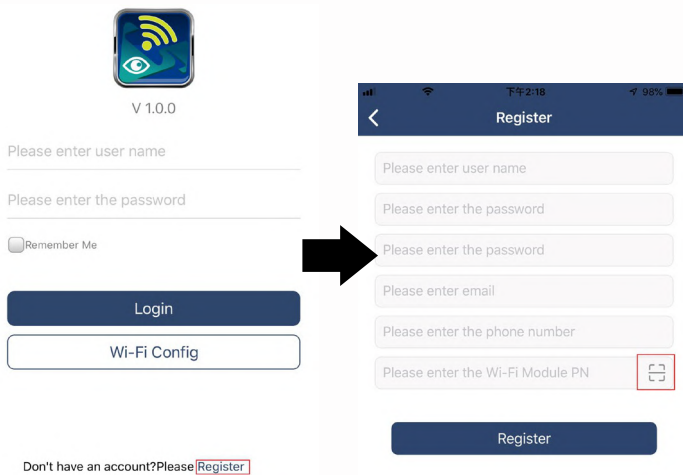 V 1.0.0
Please enter user name
Please enter the password
Remember Me
Login
Wi-Fi Config
Don't have an account?Please Register
下午2:18
98%
Register
Please enter user name
Please enter the password
Please enter the password
Please enter email
Please enter the phone number
Please enter the Wi-Fi Module PN
Register